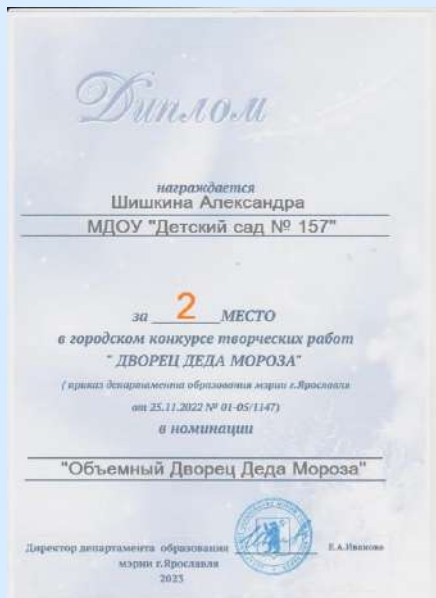 Диплом
награждается
Шишкина Александра
МДОУ "Детский сад № 157"
за 2 МЕСТО
в городском конкурсе творческих работ
" ДВОРЕЦ ДЕДА МОРОЗА"
( приказ департамента образования мэрии г.Ярославля
от 25.11.2022 № 01-05/1147)
в номинации
"Объемный Дворец Деда Мороза"
Директор департамента образования Е.А.Иванова
мэрии г.Ярославля
2023